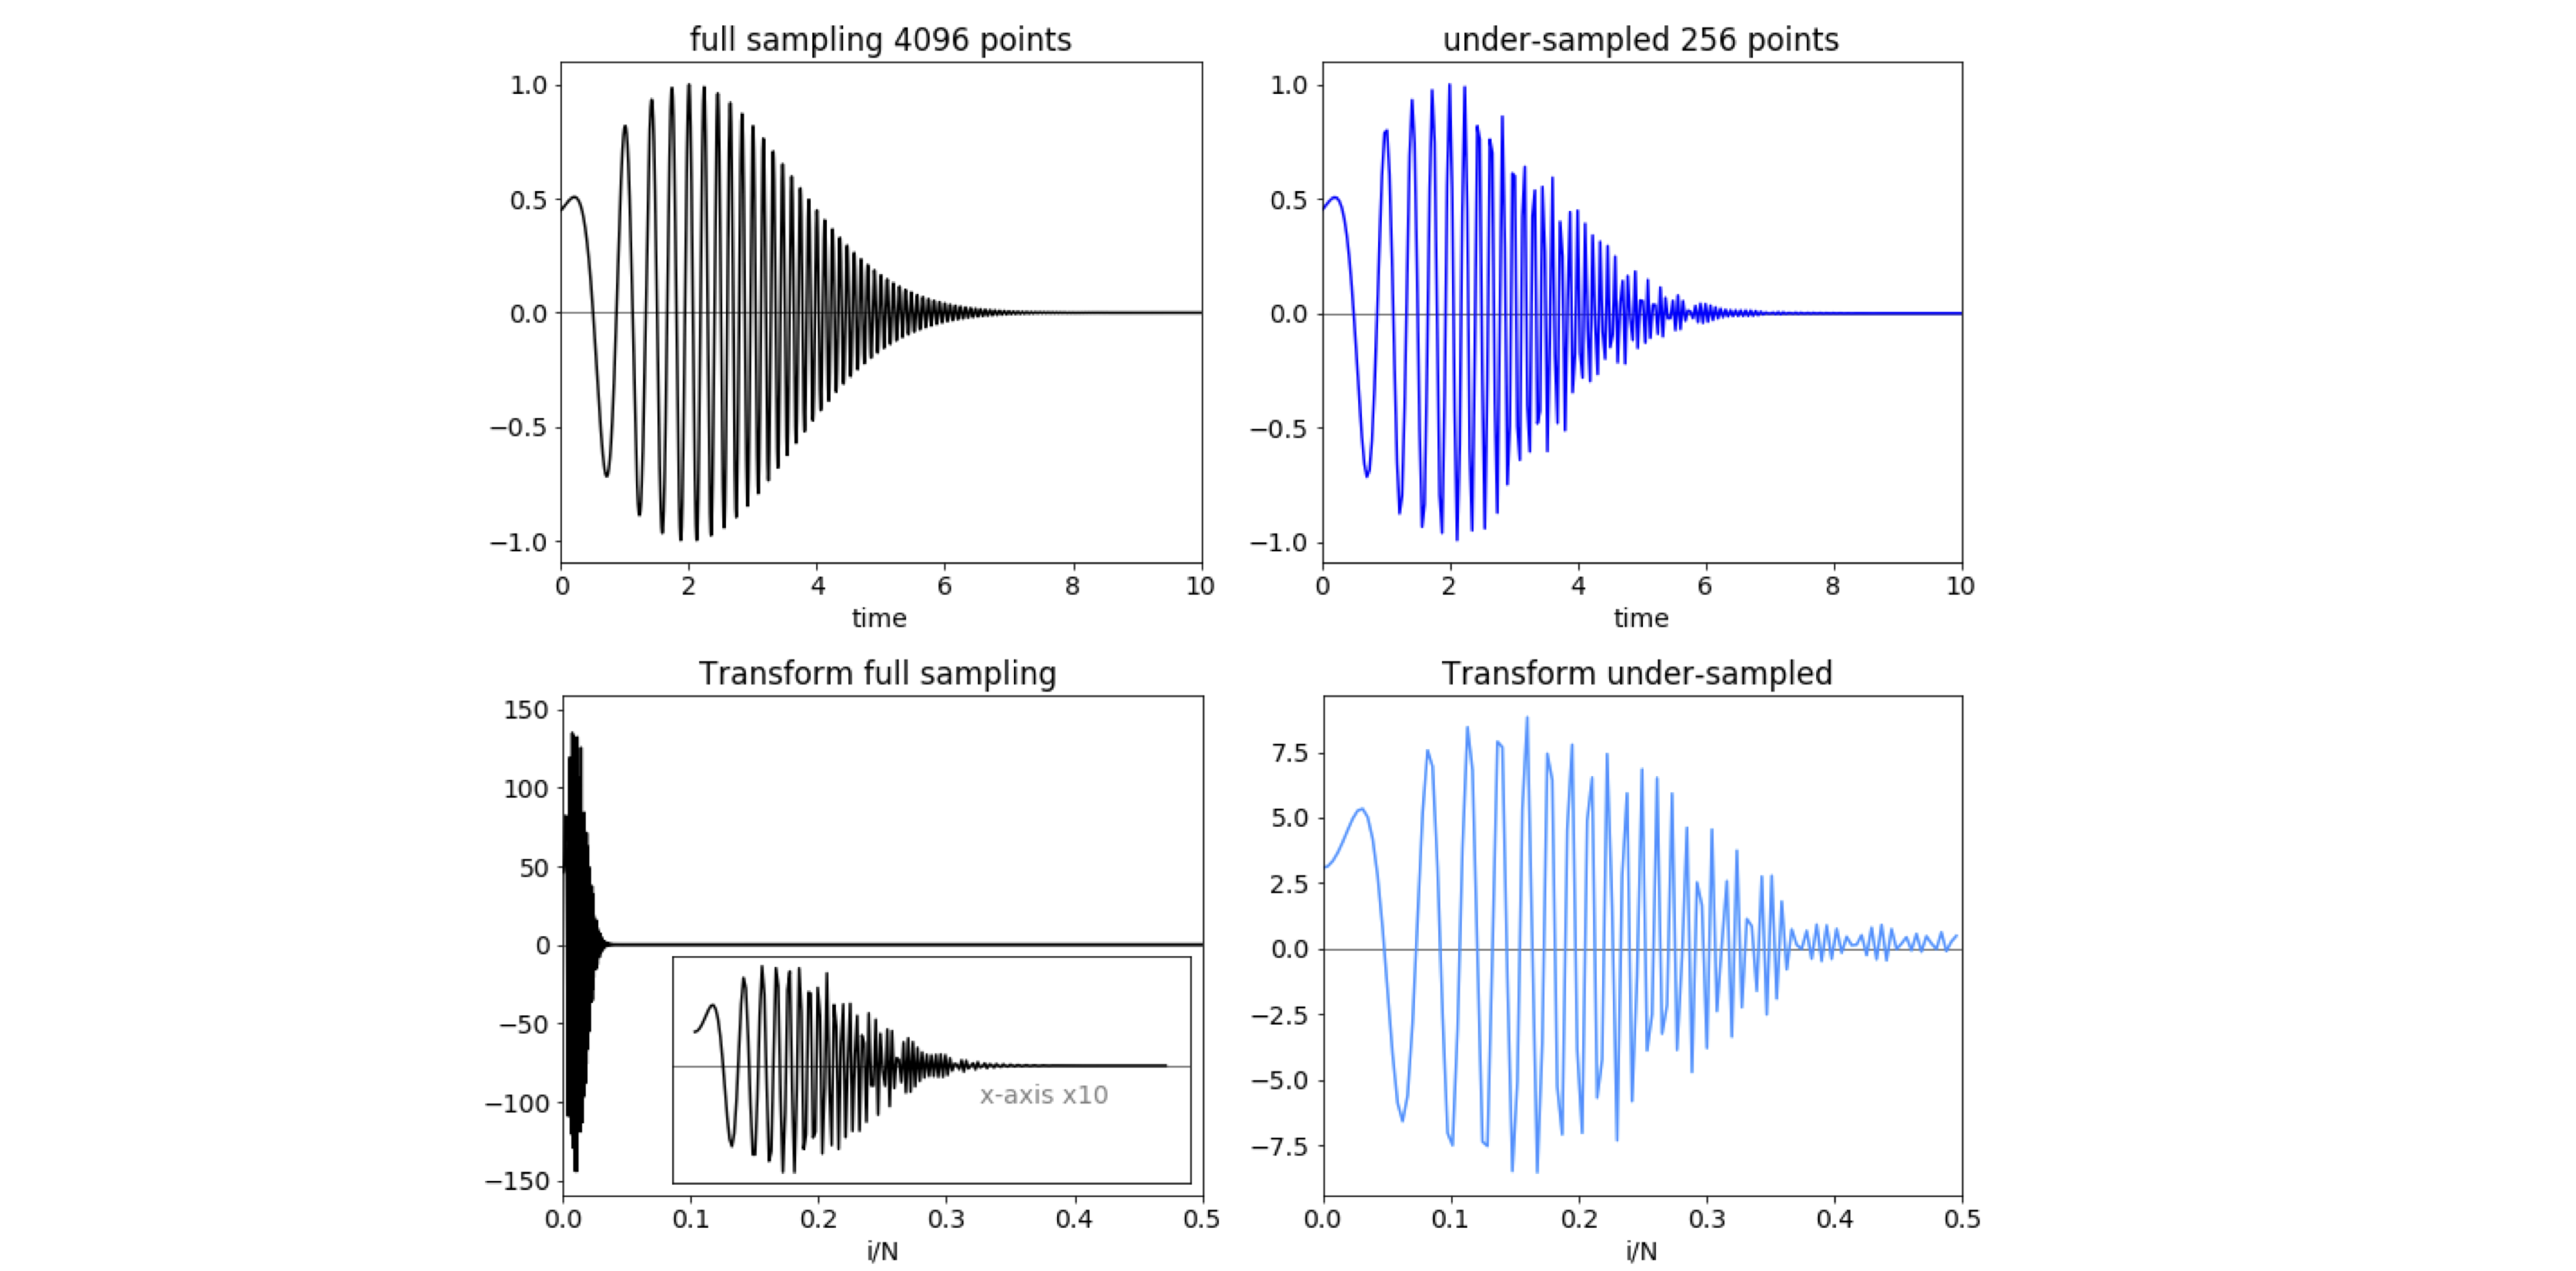 full sampling 4096 points
1.0
0.5
0.0
−0.5
−1.0
0 2 4 6 8 10
time
under-sampled 256 points
1.0
0.5
0.0
−0.5
−1.0
0 2 4 6 8 10
time
Transform full sampling
150
100
50
0
−50
−100
−150
x-axis x10
0.0 0.1 0.2 0.3 0.4 0.5
i/N
Transform under-sampled
7.5
5.0
2.5
0.0
−2.5
−5.0
−7.5
0.0 0.1 0.2 0.3 0.4 0.5
i/N